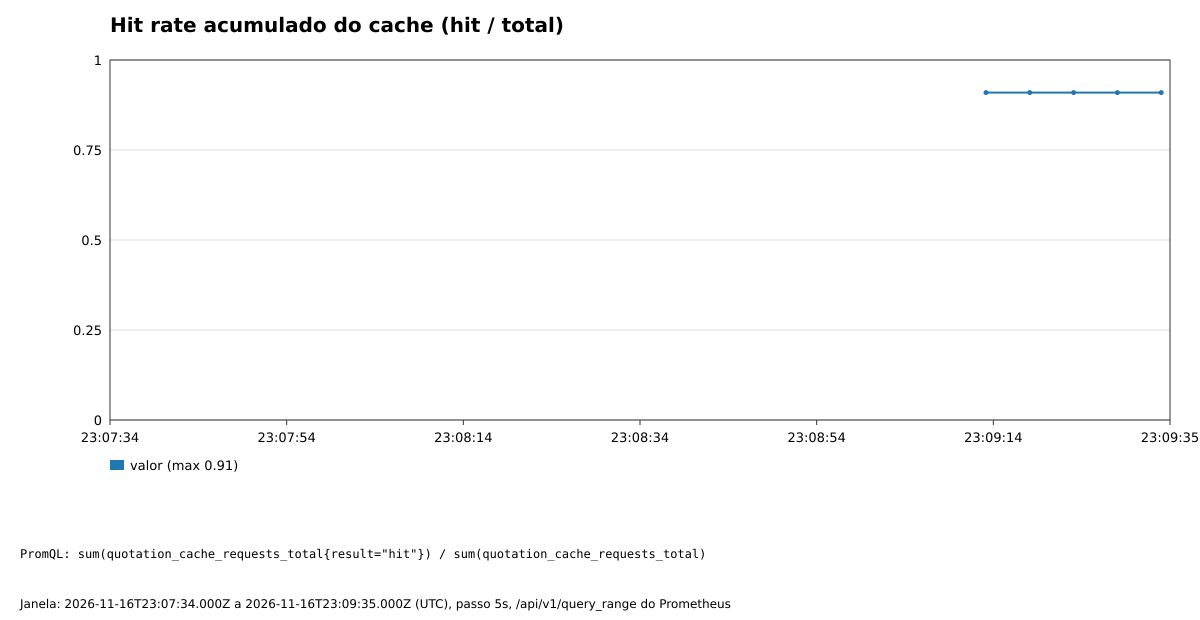 Hit rate acumulado do cache (hit / total)
1
0.75
0.5
0.25
0
23:07:34 23:07:54 23:08:14 23:08:34 23:08:54 23:09:14 23:09:35
valor (max 0.91)
PromQL: sum(quotation_cache_requests_total{result="hit"}) / sum(quotation_cache_requests_total)
Janela: 2026-11-16T23:07:34.000Z a 2026-11-16T23:09:35.000Z (UTC), passo 5s, /api/v1/query_range do Prometheus